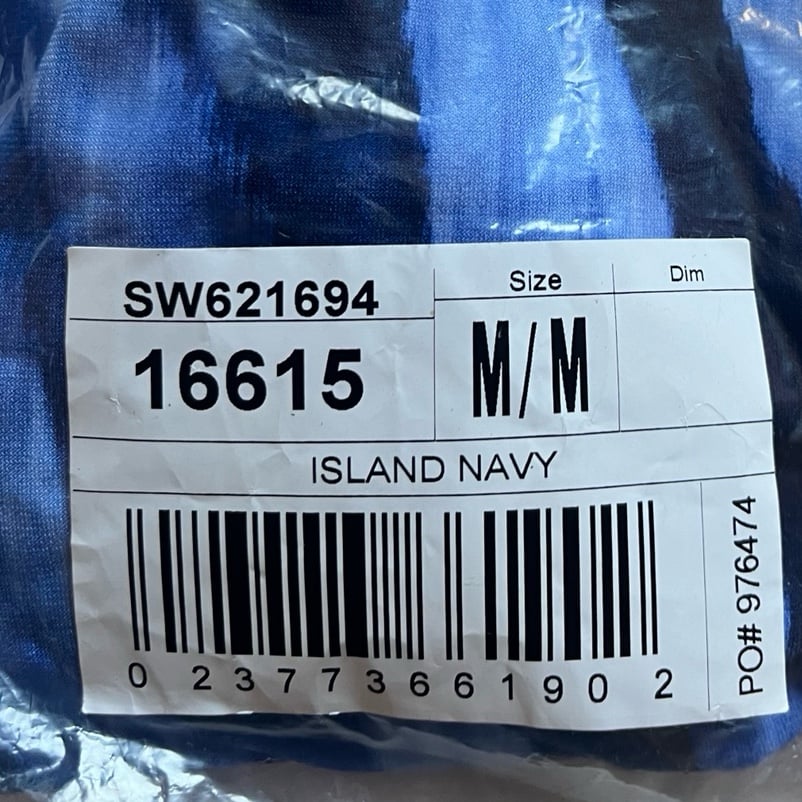 SW621694
16615
Size
M/M
Dim
ISLAND NAVY
0 23773 66190 2
PO# 976474